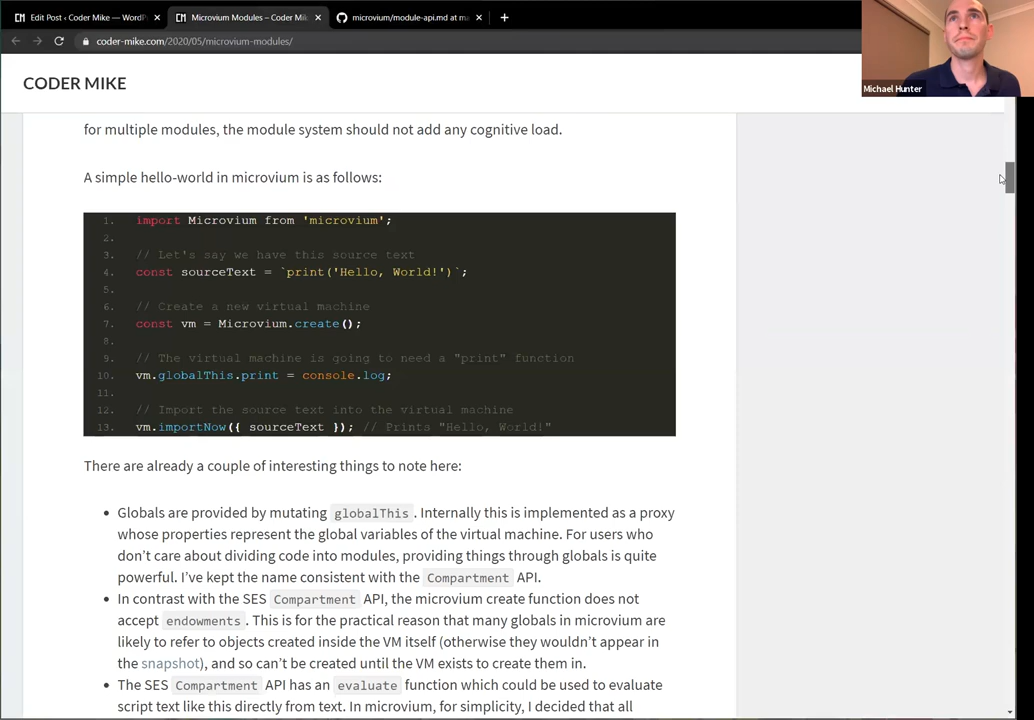 Edit Post ‹ Coder Mike — WordP
Microvium Modules – Coder Mik
microvium/module-api.md at ma
coder-mike.com/2020/05/microvium-modules/
Michael Hunter
CODER MIKE
for multiple modules, the module system should not add any cognitive load.
A simple hello-world in microvium is as follows:
1. import Microvium from 'microvium';
2.
3. // Let's say we have this source text
4. const sourceText = `print('Hello, World!')`;
5.
6. // Create a new virtual machine
7. const vm = Microvium.create();
8.
9. // The virtual machine is going to need a "print" function
10. vm.globalThis.print = console.log;
11.
12. // Import the source text into the virtual machine
13. vm.importNow({ sourceText }); // Prints "Hello, World!"
There are already a couple of interesting things to note here:
• Globals are provided by mutating globalThis . Internally this is implemented as a proxy
whose properties represent the global variables of the virtual machine. For users who
don't care about dividing code into modules, providing things through globals is quite
powerful. I've kept the name consistent with the Compartment API.
• In contrast with the SES Compartment API, the microvium create function does not
accept endowments . This is for the practical reason that many globals in microvium are
likely to refer to objects created inside the VM itself (otherwise they wouldn't appear in
the snapshot), and so can't be created until the VM exists to create them in.
• The SES Compartment API has an evaluate function which could be used to evaluate
script text like this directly from text. In microvium, for simplicity, I decided that all